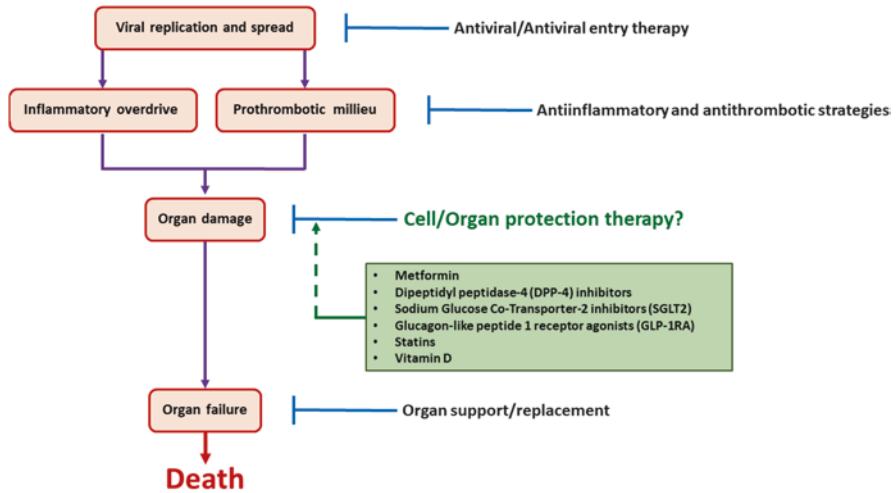 Viral replication and spread
Antiviral/Antiviral entry therapy
Inflammatory overdrive
Prothrombotic millieu
Antiinflammatory and antithrombotic strategies
Organ damage
Cell/Organ protection therapy?
• Metformin
• Dipeptidyl peptidase-4 (DPP-4) inhibitors
• Sodium Glucose Co-Transporter-2 inhibitors (SGLT2)
• Glucagon-like peptide 1 receptor agonists (GLP-1RA)
• Statins
• Vitamin D
Organ failure
Organ support/replacement
Death